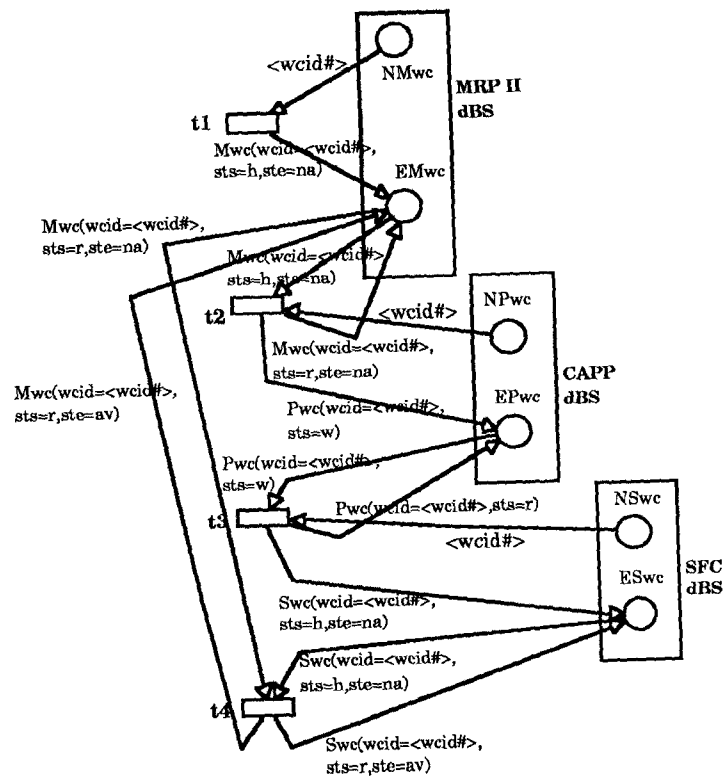 <wcid#>
NMwc
MRP II
dBS
t1
Mwc(wcid=<wcid#>,
sts=h,ste=na)
EMwc
Mwc(wcid=<wcid#>,
sts=r,ste=na)
Mwc(wcid=<wcid#>,
sts=h,ste=na)
t2
<wcid#>
NPwc
Mwc(wcid=<wcid#>,
sts=r,ste=na)
CAPP
dBS
Mwc(wcid=<wcid#>,
sts=r,ste=av)
EPwc
Pwc(wcid=<wcid#>,
sts=w)
Pwc(wcid=<wcid#>,
sts=w)
Pwc(wcid=<wcid#>,sts=r)
t3
<wcid#>
NSwc
SFC
dBS
ESwc
Swc(wcid=<wcid#>,
sts=h,ste=na)
Swc(wcid=<wcid#>,
sts=h,ste=na)
t4
Swc(wcid=<wcid#>,
sts=r,ste=av)